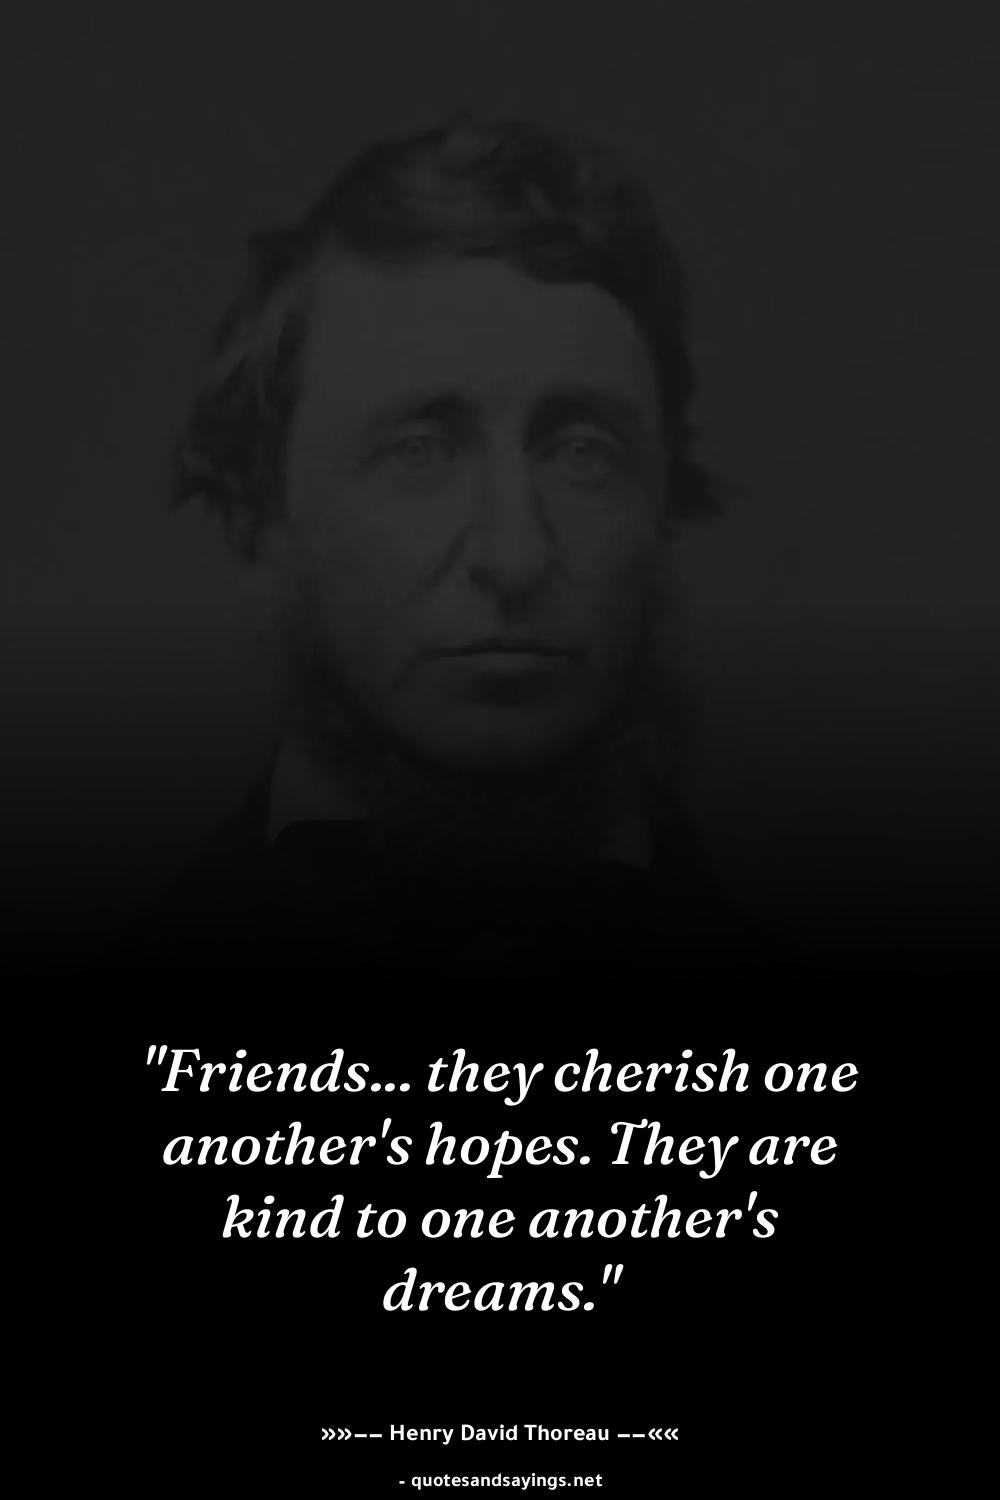 "Friends... they cherish one
another's hopes. They are
kind to one another's
dreams."
»»−− Henry David Thoreau −−««
- quotesandsayings.net